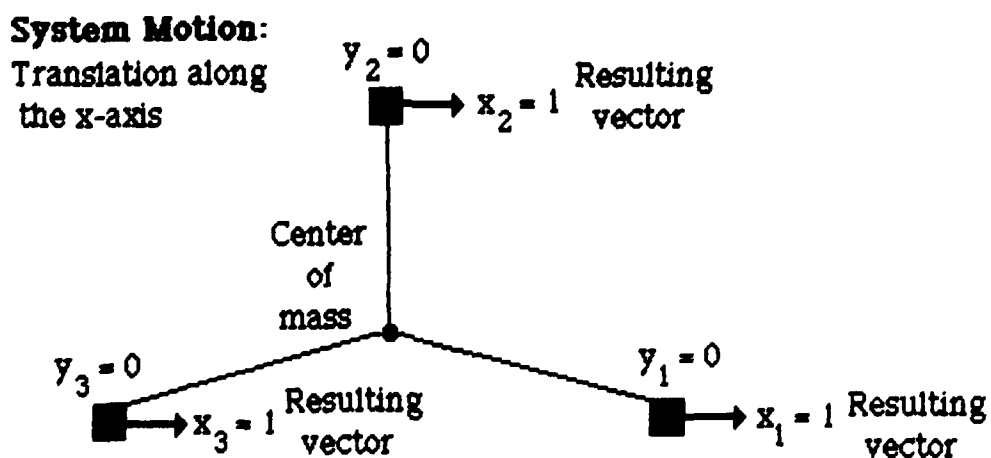 System Motion:
Translation along
the x-axis
y₂ = 0
x₂ = 1 Resulting
vector
Center
of
mass
y₃ = 0
x₃ = 1 Resulting
vector
y₁ = 0
x₁ = 1 Resulting
vector